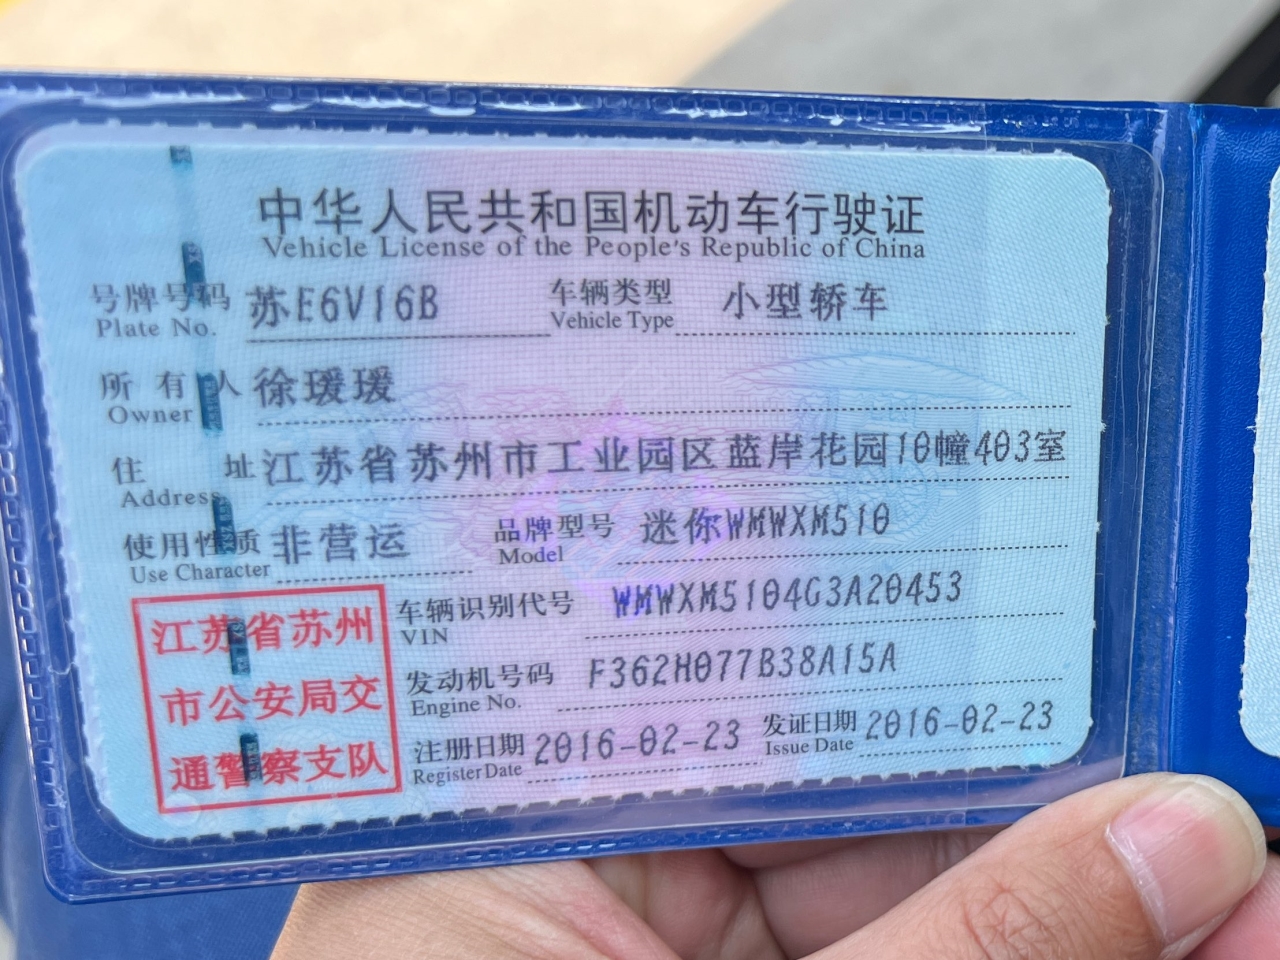 中华人民共和国机动车行驶证
Vehicle License of the People's Republic of China
号牌号码 苏E6V16B 车辆类型 小型轿车
Plate No. Vehicle Type
所有人 徐瑗瑗
Owner
住址 江苏省苏州市工业园区蓝岸花园10幢403室
Address
使用性质 非营运 品牌型号 迷你WMWXM510
Use Character Model
江苏省苏州
市公安局交
通警察支队
车辆识别代号 WMWXM5104G3A20453
VIN
发动机号码 F362H077B38A15A
Engine No.
注册日期 2016-02-23 发证日期 2016-02-23
Register Date Issue Date